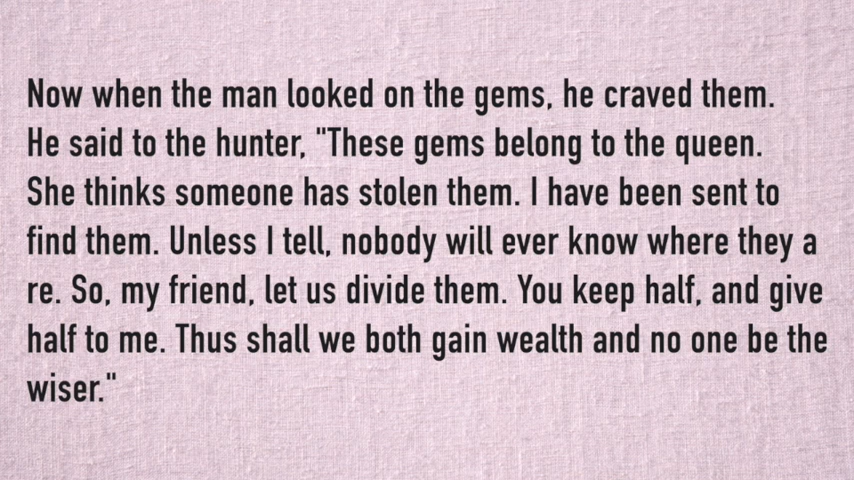 Now when the man looked on the gems, he craved them.
He said to the hunter, "These gems belong to the queen.
She thinks someone has stolen them. I have been sent to
find them. Unless I tell, nobody will ever know where they a
re. So, my friend, let us divide them. You keep half, and give
half to me. Thus shall we both gain wealth and no one be the
wiser."